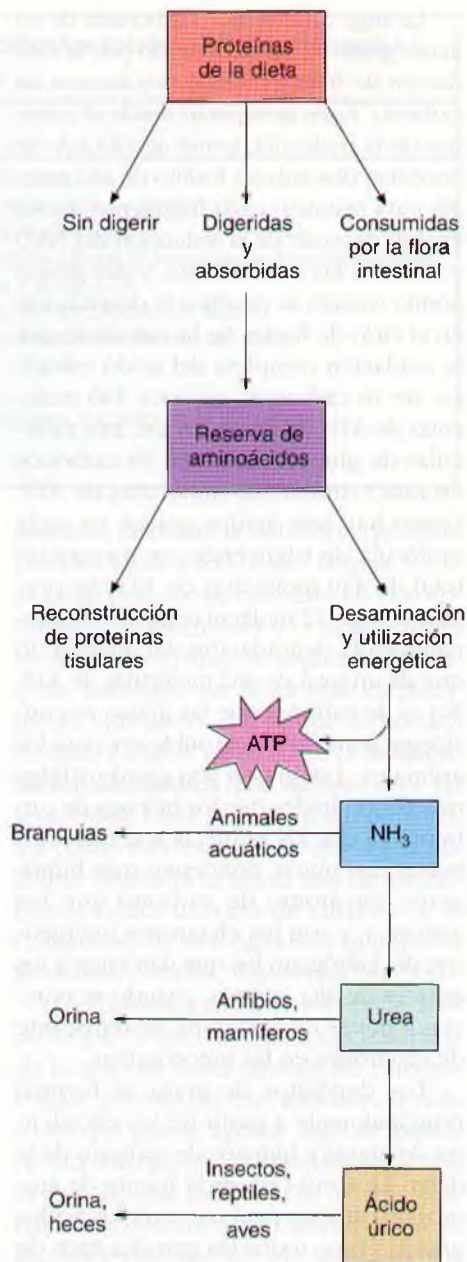 Proteínas
de la dieta
Sin digerir
Digeridas
y
absorbidas
Consumidas
por la flora
intestinal
Reserva de
aminoácidos
Reconstrucción
de proteínas
tisulares
Desaminación
y utilización
energética
ATP
Branquias
Animales
acuáticos
NH₃
Orina
Anfibios,
mamíferos
Urea
Orina,
heces
Insectos,
reptiles,
aves
Ácido
úrico